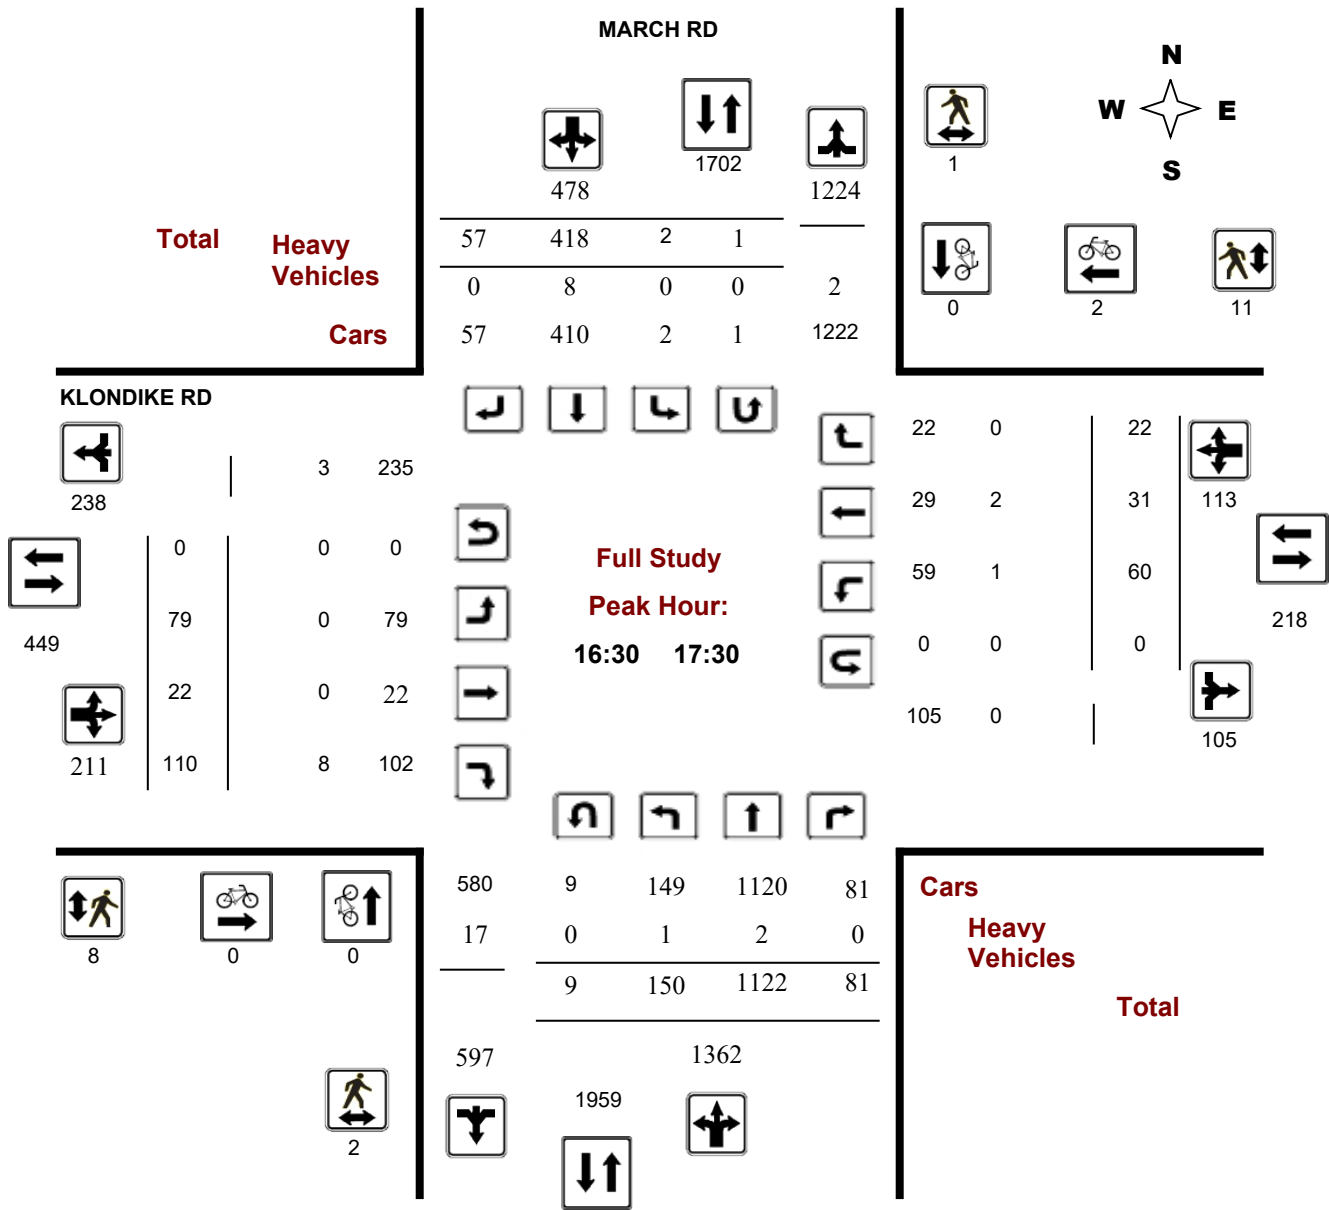 MARCH RD
N
W E
S
1702
1
478
1224
Total
Heavy
Vehicles
Cars
57 418 2 1
0 8 0 0 2
57 410 2 1 1222
0 2 11
KLONDIKE RD
238
3 235
0 0 0
79 0 79
449
22 0 22
211
110 8 102
Full Study
Peak Hour:
16:30 17:30
22 0 22
113
29 2 31
59 1 60
218
0 0 0
105 0
105
580 9 149 1120 81
17 0 1 2 0
9 150 1122 81
597
1362
1959
8 0 0
2
Cars
Heavy
Vehicles
Total